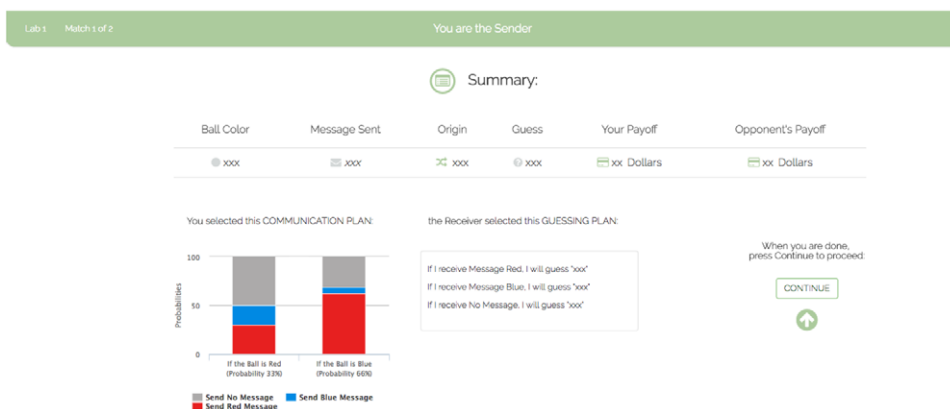 Lab 1 Match 1 of 2 You are the Sender
Summary:
Ball Color Message Sent Origin Guess Your Payoff Opponent's Payoff
xxx xxx xxx xxx xx Dollars xx Dollars
You selected this COMMUNICATION PLAN:
100
50
0
Probabilities
If the Ball is Red
(Probability 33%)
If the Ball is Blue
(Probability 66%)
Send No Message Send Blue Message
Send Red Message
the Receiver selected this GUESSING PLAN:
If I receive Message Red, I will guess "xxx"
If I receive Message Blue, I will guess "xxx"
If I receive No Message, I will guess "xxx"
When you are done,
press Continue to proceed:
CONTINUE